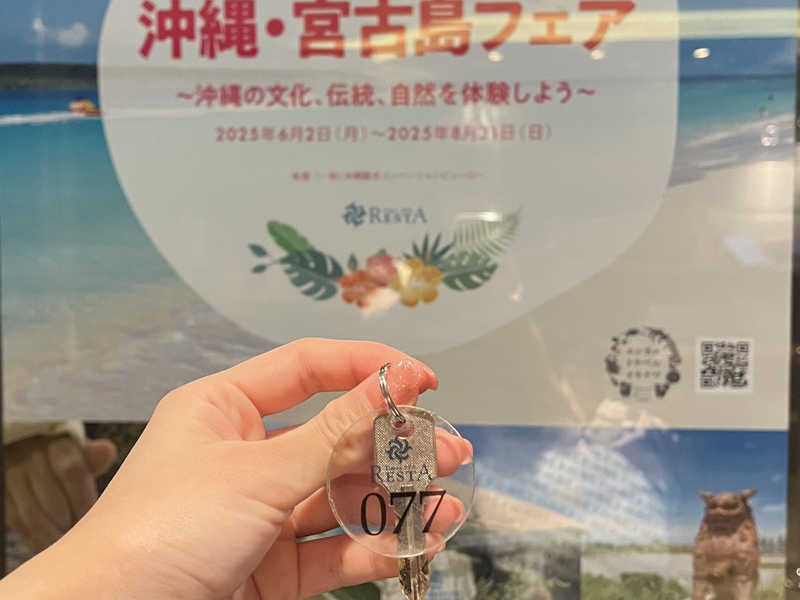 沖縄・宮古島フェア
～沖縄の文化、伝統、自然を体験しよう～
2025年6月2日(月)～2025年8月31日(日)
RESTA
RESTA
077